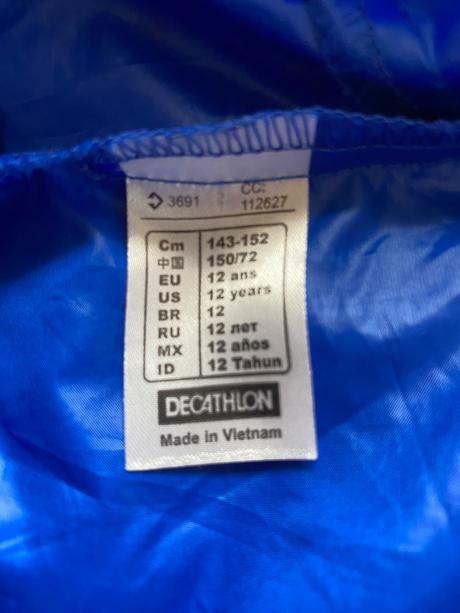 3691 CC:
112627
Cm 143-152
中国 150/72
EU 12 ans
US 12 years
BR 12
RU 12 лет
MX 12 años
ID 12 Tahun
DECATHLON
Made in Vietnam